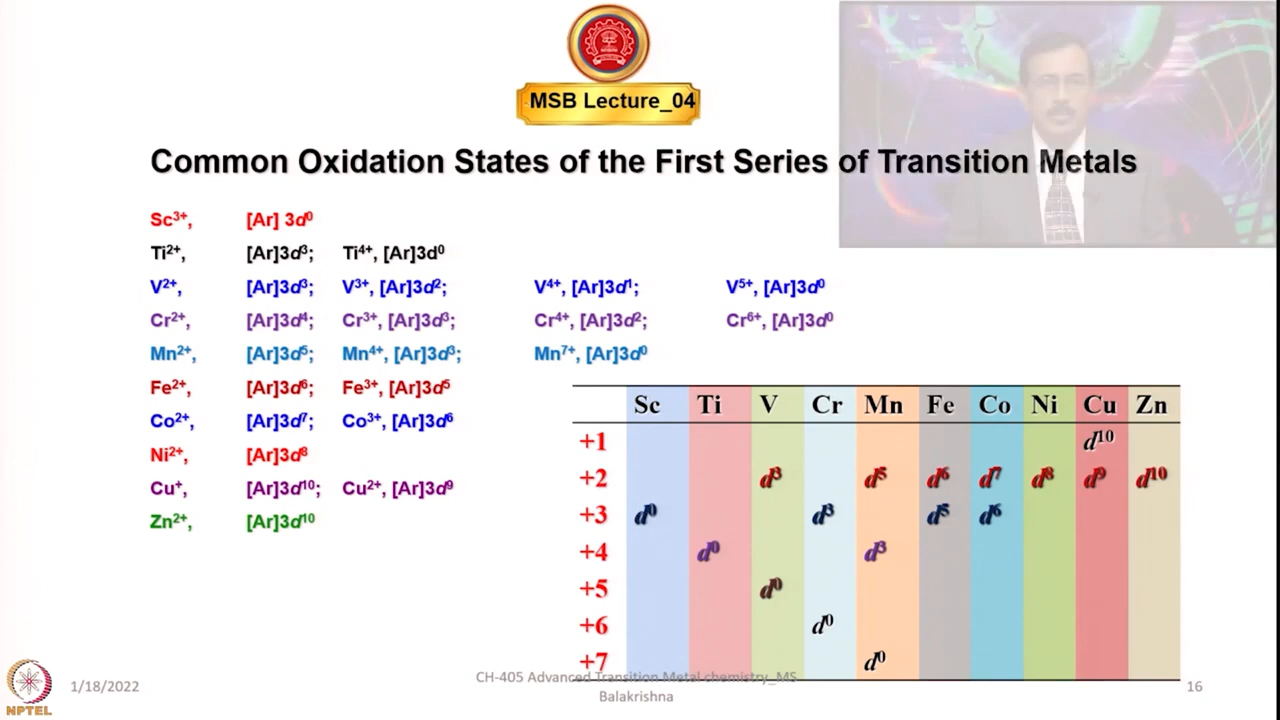 MSB Lecture_04
Common Oxidation States of the First Series of Transition Metals
Sc³⁺, [Ar] 3d⁰
Ti²⁺, [Ar]3d³; Ti⁴⁺, [Ar]3d⁰
V²⁺, [Ar]3d³; V³⁺, [Ar]3d²; V⁴⁺, [Ar]3d¹; V⁵⁺, [Ar]3d⁰
Cr²⁺, [Ar]3d⁴; Cr³⁺, [Ar]3d³; Cr⁴⁺, [Ar]3d²; Cr⁶⁺, [Ar]3d⁰
Mn²⁺, [Ar]3d⁵; Mn⁴⁺, [Ar]3d³; Mn⁷⁺, [Ar]3d⁰
Fe²⁺, [Ar]3d⁶; Fe³⁺, [Ar]3d⁵
Co²⁺, [Ar]3d⁷; Co³⁺, [Ar]3d⁶
Ni²⁺, [Ar]3d⁸
Cu⁺, [Ar]3d¹⁰; Cu²⁺, [Ar]3d⁹
Zn²⁺, [Ar]3d¹⁰
Sc Ti V Cr Mn Fe Co Ni Cu Zn
+1 d¹⁰
+2 d³ d⁵ d⁶ d⁷ d⁸ d⁹ d¹⁰
+3 d⁰ d³ d⁵ d⁶
+4 d⁰ d³
+5 d⁰
+6 d⁰
+7 d⁰
NPTEL
1/18/2022
CH-405 Advanced Transition Metal chemistry_MS
Balakrishna
16